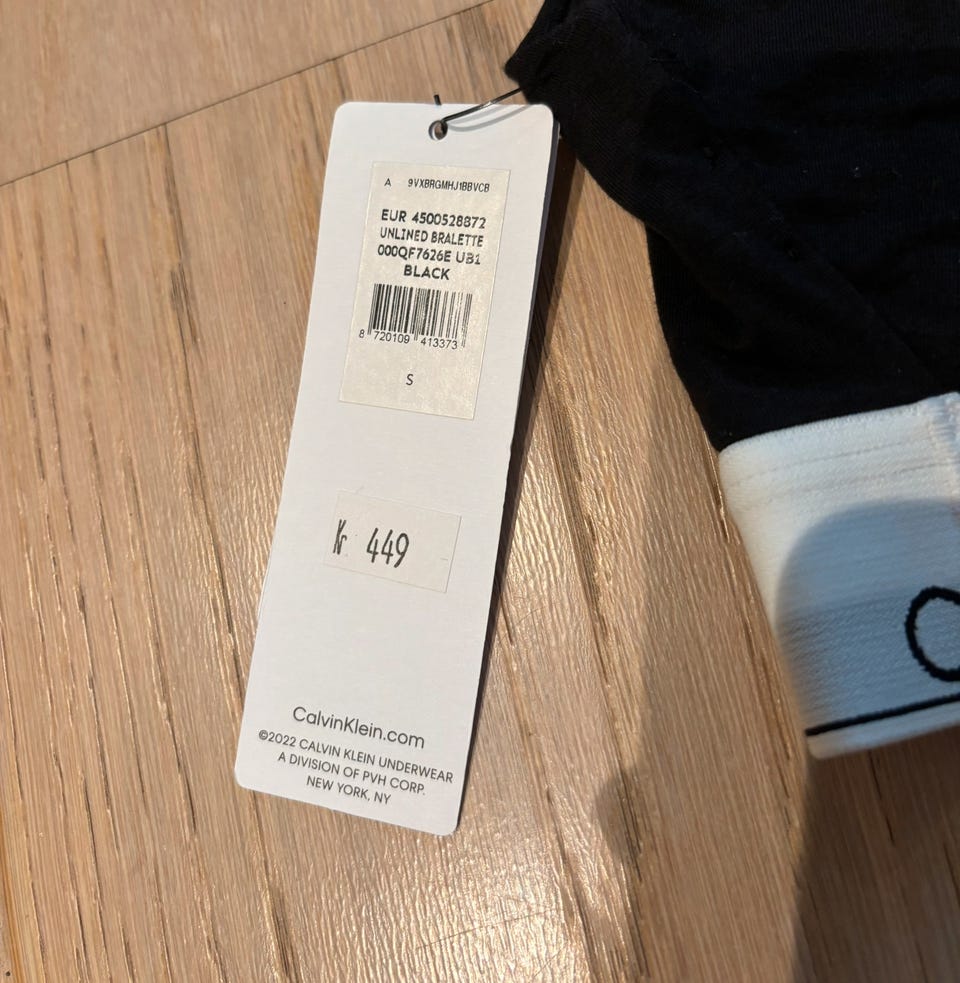 A 9VXBRGMHJ1BBVCB
EUR 4500528872
UNLINED BRALETTE
000QF7626E UB1
BLACK
8 720109 413373
S
Kr 449
CalvinKlein.com
©2022 CALVIN KLEIN UNDERWEAR
A DIVISION OF PVH CORP.
NEW YORK, NY